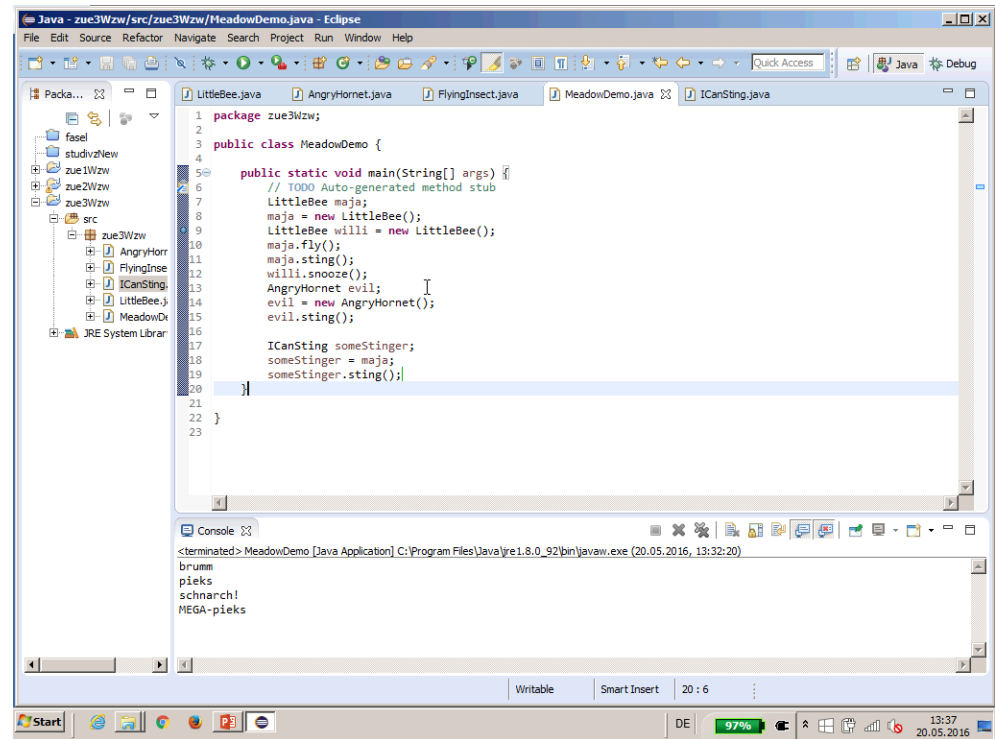 Java - zue3Wzw/src/zue3Wzw/MeadowDemo.java - Eclipse
File Edit Source Refactor Navigate Search Project Run Window Help
Quick Access Java Debug
Packa...
LittleBee.java AngryHornet.java FlyingInsect.java MeadowDemo.java ICanSting.java
fasel
studivzNew
zue1Wzw
zue2Wzw
zue3Wzw
src
zue3Wzw
AngryHorr
FlyingInse
ICanSting.
LittleBee.j
MeadowDe
JRE System Librar
1 package zue3Wzw;
2
3 public class MeadowDemo {
4
5 public static void main(String[] args) {
6 // TODO Auto-generated method stub
7 LittleBee maja;
8 maja = new LittleBee();
9 LittleBee willi = new LittleBee();
10 maja.fly();
11 maja.sting();
12 willi.snooze();
13 AngryHornet evil;
14 evil = new AngryHornet();
15 evil.sting();
16
17 ICanSting someStinger;
18 someStinger = maja;
19 someStinger.sting();
20 }
21
22 }
23
Console
<terminated> MeadowDemo [Java Application] C:\Program Files\Java\jre1.8.0_92\bin\javaw.exe (20.05.2016, 13:32:20)
brumm
pieks
schnarch!
MEGA-pieks
Writable Smart Insert 20 : 6
Start DE 97% 13:37
20.05.2016